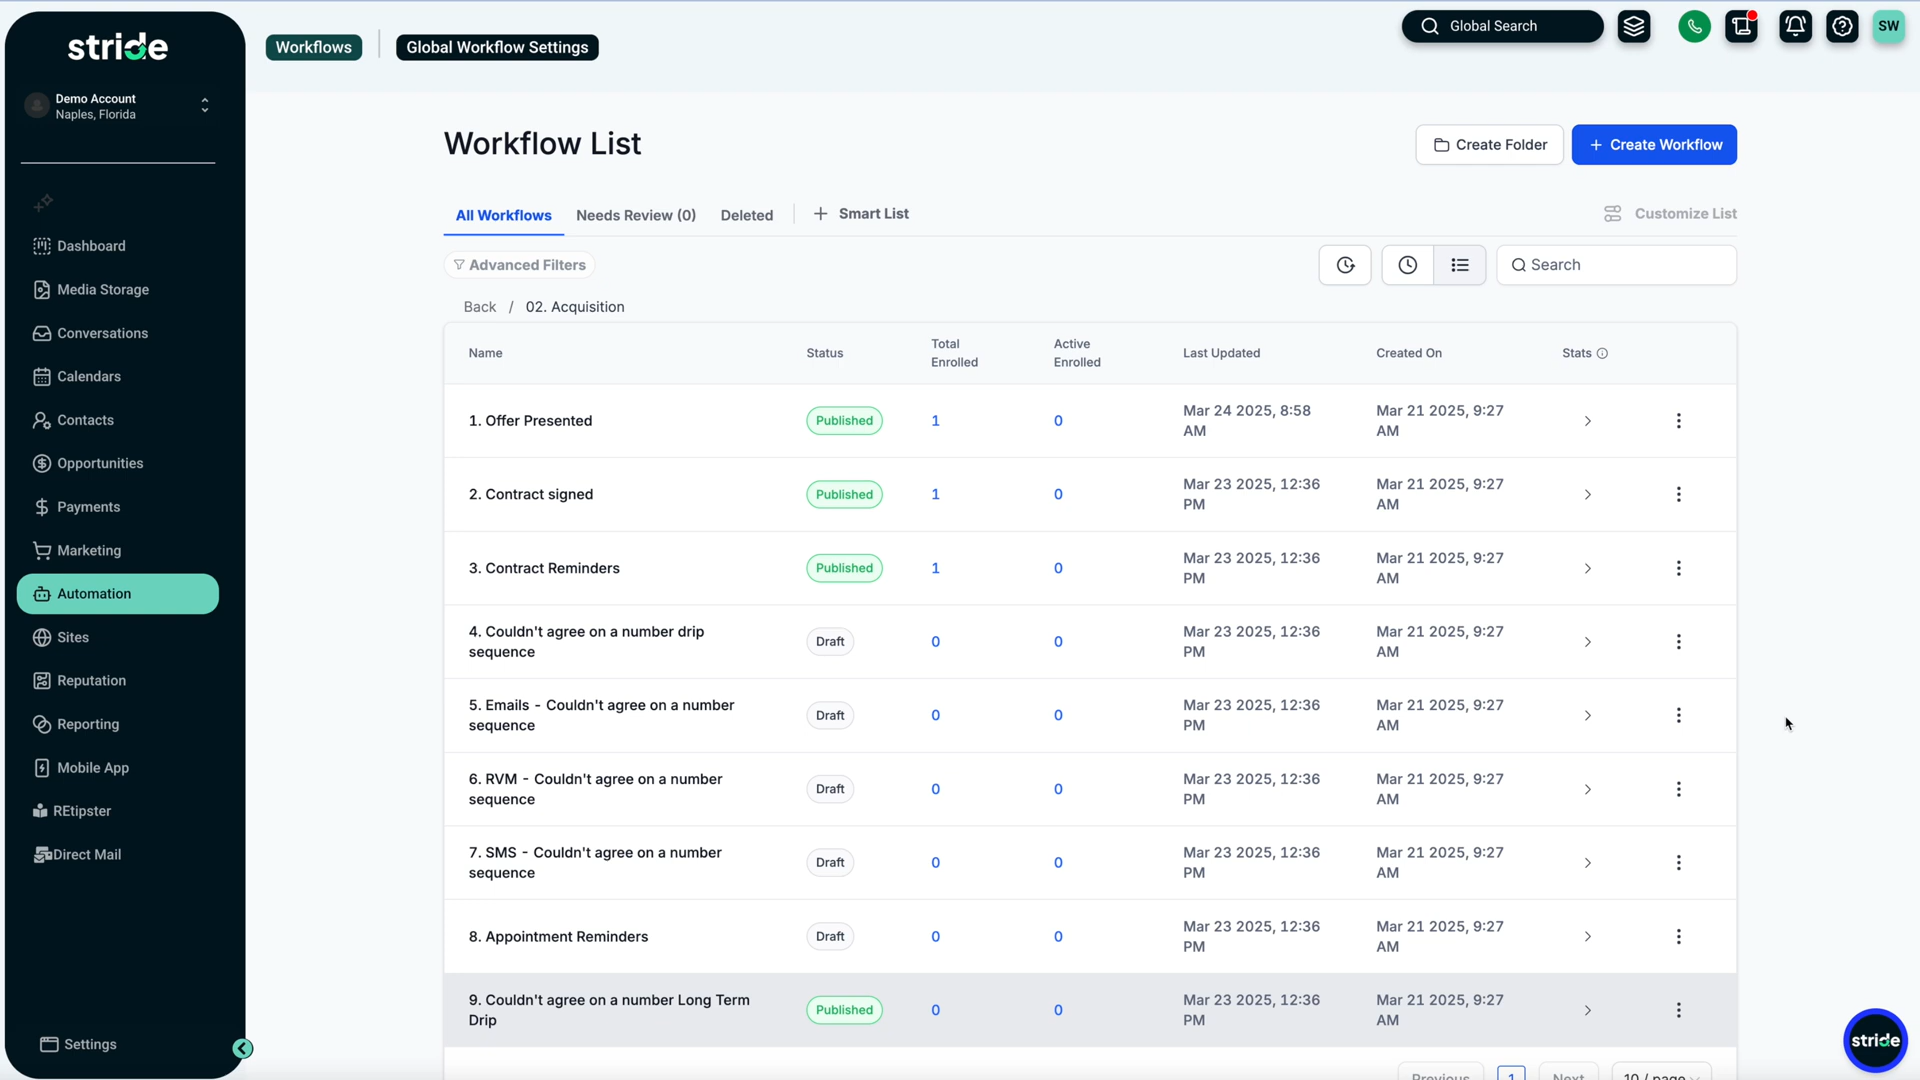 stride
Demo Account
Naples, Florida
Dashboard
Media Storage
Conversations
Calendars
Contacts
Opportunities
Payments
Marketing
Automation
Sites
Reputation
Reporting
Mobile App
REtipster
Direct Mail
Settings
Workflows
Global Workflow Settings
Global Search
SW
Workflow List
Create Folder
+ Create Workflow
All Workflows
Needs Review (0)
Deleted
+ Smart List
Customize List
Advanced Filters
Search
Back / 02. Acquisition
Name
Status
Total
Enrolled
Active
Enrolled
Last Updated
Created On
Stats
1. Offer Presented
Published
1
0
Mar 24 2025, 8:58
AM
Mar 21 2025, 9:27
AM
2. Contract signed
Published
1
0
Mar 23 2025, 12:36
PM
Mar 21 2025, 9:27
AM
3. Contract Reminders
Published
1
0
Mar 23 2025, 12:36
PM
Mar 21 2025, 9:27
AM
4. Couldn't agree on a number drip
sequence
Draft
0
0
Mar 23 2025, 12:36
PM
Mar 21 2025, 9:27
AM
5. Emails - Couldn't agree on a number
sequence
Draft
0
0
Mar 23 2025, 12:36
PM
Mar 21 2025, 9:27
AM
6. RVM - Couldn't agree on a number
sequence
Draft
0
0
Mar 23 2025, 12:36
PM
Mar 21 2025, 9:27
AM
7. SMS - Couldn't agree on a number
sequence
Draft
0
0
Mar 23 2025, 12:36
PM
Mar 21 2025, 9:27
AM
8. Appointment Reminders
Draft
0
0
Mar 23 2025, 12:36
PM
Mar 21 2025, 9:27
AM
9. Couldn't agree on a number Long Term
Drip
Published
0
0
Mar 23 2025, 12:36
PM
Mar 21 2025, 9:27
AM
Previous
1
Next
10 / page
stride